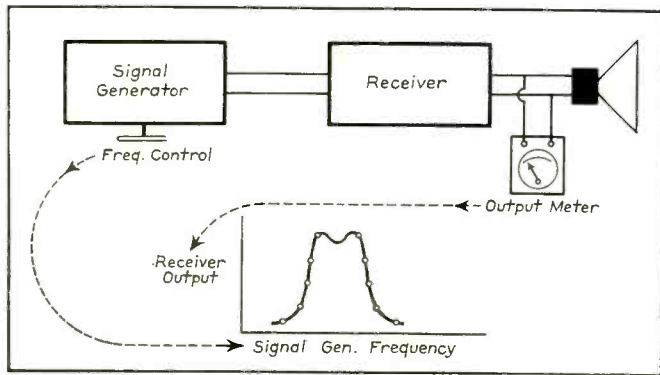 Signal
Generator
Receiver
Freq. Control
Output Meter
Receiver
Output
Signal Gen. Frequency